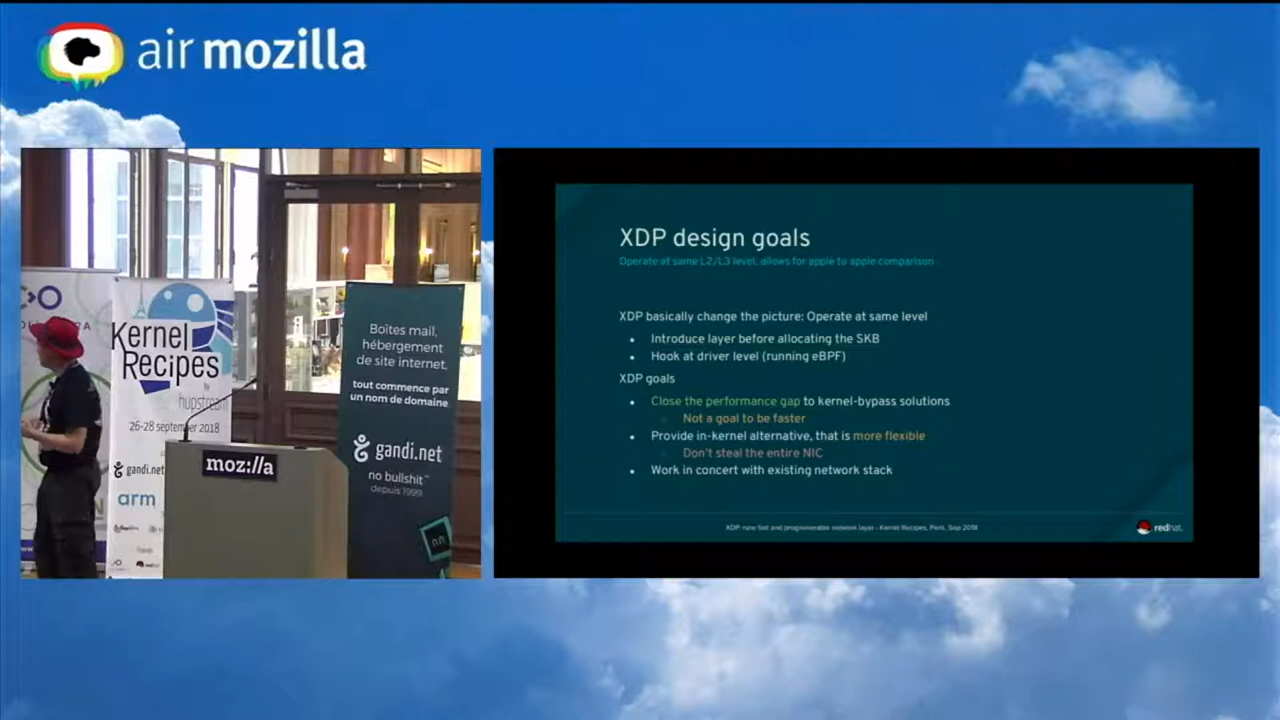 air mozilla
Kernel
Recipes
hupstream
26-28 september 2018
gandi.net
arm
redhat
moz://a
Boîtes mail,
hébergement
de site internet,
tout commence par
un nom de domaine
gandi.net
no bullshit™
depuis 1999
XDP design goals
Operate at same L2/L3 level, allows for apple to apple comparison
XDP basically change the picture: Operate at same level
• Introduce layer before allocating the SKB
• Hook at driver level (running eBPF)
XDP goals
• Close the performance gap to kernel-bypass solutions
Not a goal to be faster
• Provide in-kernel alternative, that is more flexible
Don't steal the entire NIC
• Work in concert with existing network stack
and programmable network layer - Kernel Recipes, Paris, Sep 2018
redhat.